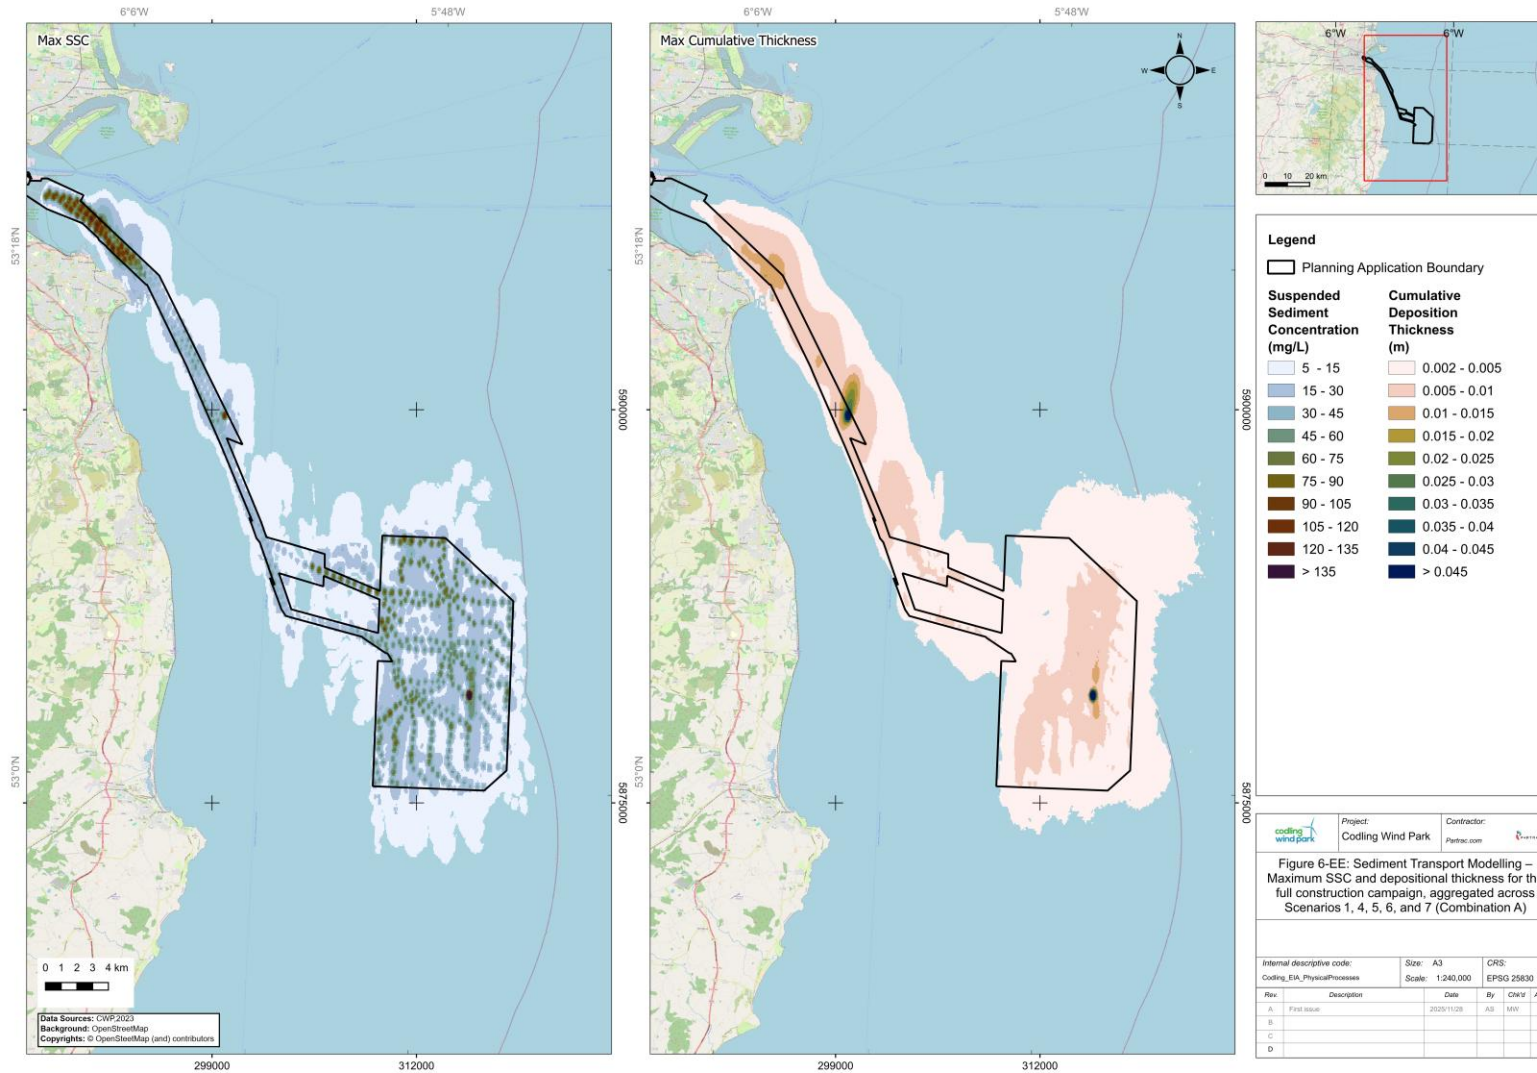 6°6'W
5°48'W
6°6'W
5°48'W
Max SSC
Max Cumulative Thickness
N
W
E
S
6°W
6°W
0 10 20 km
53°18'N
53°18'N
5900000
5900000
53°0'N
53°0'N
5875000
5875000
Legend
Planning Application Boundary
Suspended
Sediment
Concentration
(mg/L)
5 - 15
15 - 30
30 - 45
45 - 60
60 - 75
75 - 90
90 - 105
105 - 120
120 - 135
> 135
Cumulative
Deposition
Thickness
(m)
0.002 - 0.005
0.005 - 0.01
0.01 - 0.015
0.015 - 0.02
0.02 - 0.025
0.025 - 0.03
0.03 - 0.035
0.035 - 0.04
0.04 - 0.045
> 0.045
codling
wind park
Project:
Codling Wind Park
Contractor:
Partrac.com
Figure 6-EE: Sediment Transport Modelling –
Maximum SSC and depositional thickness for th
full construction campaign, aggregated across
Scenarios 1, 4, 5, 6, and 7 (Combination A)
Internal descriptive code:
Codling_EIA_PhysicalProcesses
Size: A3
Scale: 1:240,000
CRS:
EPSG 25830
Rev. Description Date By Chk'd A
A First issue 2025/11/28 AS MW
B
C
D
0 1 2 3 4 km
Data Sources: CWP,2023
Background: OpenStreetMap
Copyrights: © OpenStreetMap (and) contributors
299000
312000
299000
312000